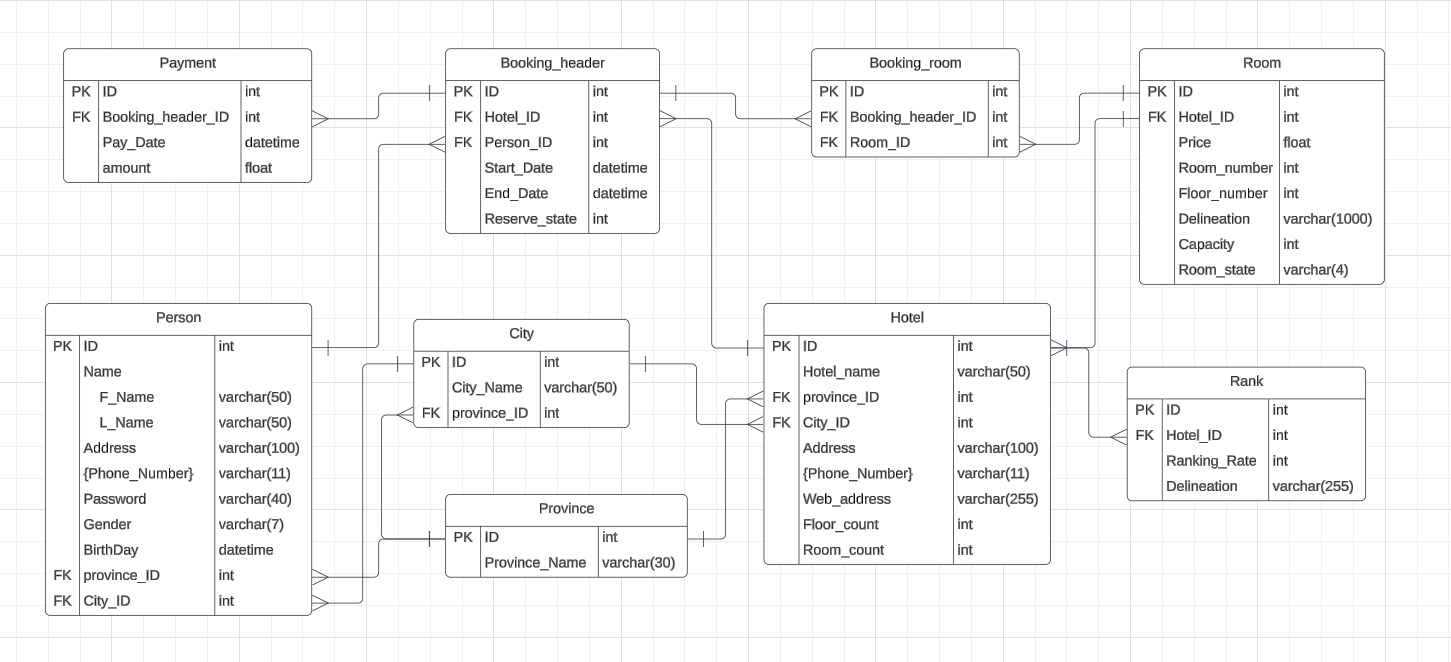 Payment
PK ID int
FK Booking_header_ID int
Pay_Date datetime
amount float
Booking_header
PK ID int
FK Hotel_ID int
FK Person_ID int
Start_Date datetime
End_Date datetime
Reserve_state int
Booking_room
PK ID int
FK Booking_header_ID int
FK Room_ID int
Room
PK ID int
FK Hotel_ID int
Price float
Room_number int
Floor_number int
Delineation varchar(1000)
Capacity int
Room_state varchar(4)
Person
PK ID int
Name
F_Name varchar(50)
L_Name varchar(50)
Address varchar(100)
{Phone_Number} varchar(11)
Password varchar(40)
Gender varchar(7)
BirthDay datetime
FK province_ID int
FK City_ID int
City
PK ID int
City_Name varchar(50)
FK province_ID int
Province
PK ID int
Province_Name varchar(30)
Hotel
PK ID int
Hotel_name varchar(50)
FK province_ID int
FK City_ID int
Address varchar(100)
{Phone_Number} varchar(11)
Web_address varchar(255)
Floor_count int
Room_count int
Rank
PK ID int
FK Hotel_ID int
Ranking_Rate int
Delineation varchar(255)